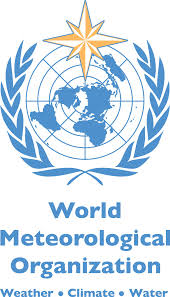 World
Meteorological
Organization
Weather • Climate • Water